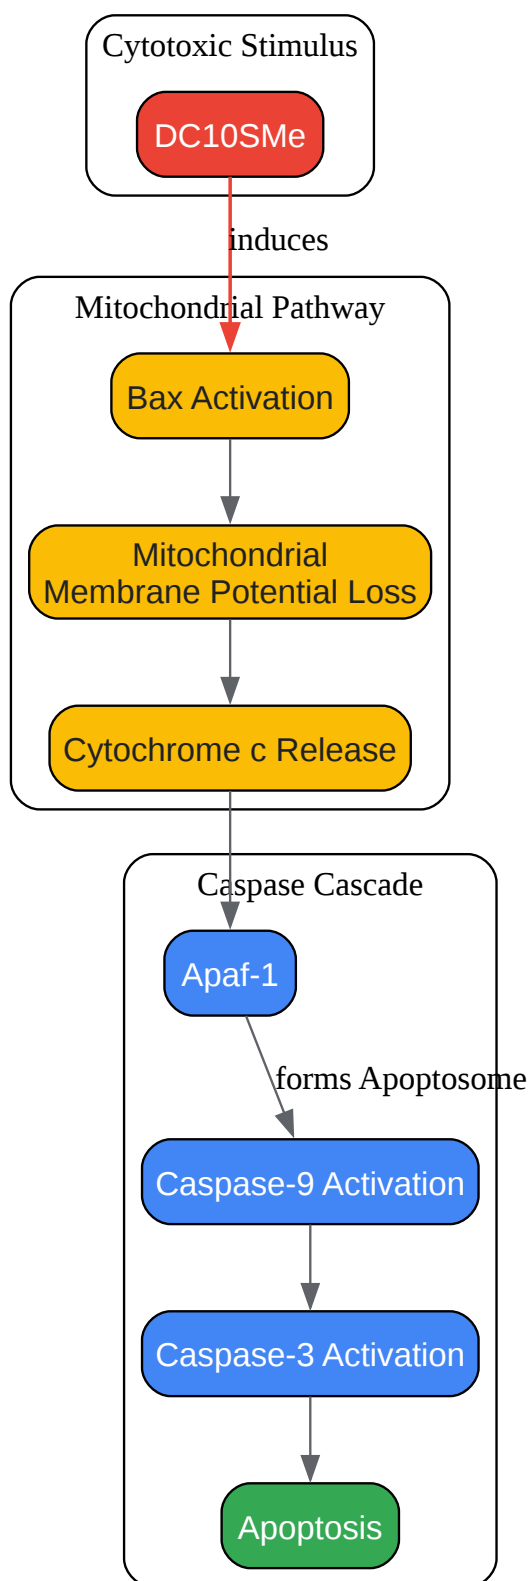 Cytotoxic Stimulus
DC10SMe
induces
Mitochondrial Pathway
Bax Activation
Mitochondrial
Membrane Potential Loss
Cytochrome c Release
Caspase Cascade
Apaf-1
forms Apoptosome
Caspase-9 Activation
Caspase-3 Activation
Apoptosis